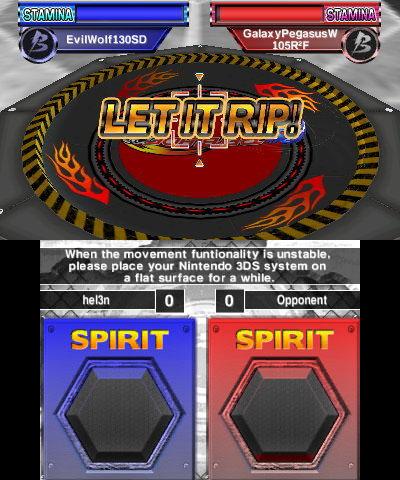 STAMINA
STAMINA
EvilWolf130SD
GalaxyPegasusW
105R²F
LET IT RIP!
When the movement funtionality is unstable,
please place your Nintendo 3DS system on
a flat surface for a while.
hel3n 0 0 Opponent
SPIRIT SPIRIT